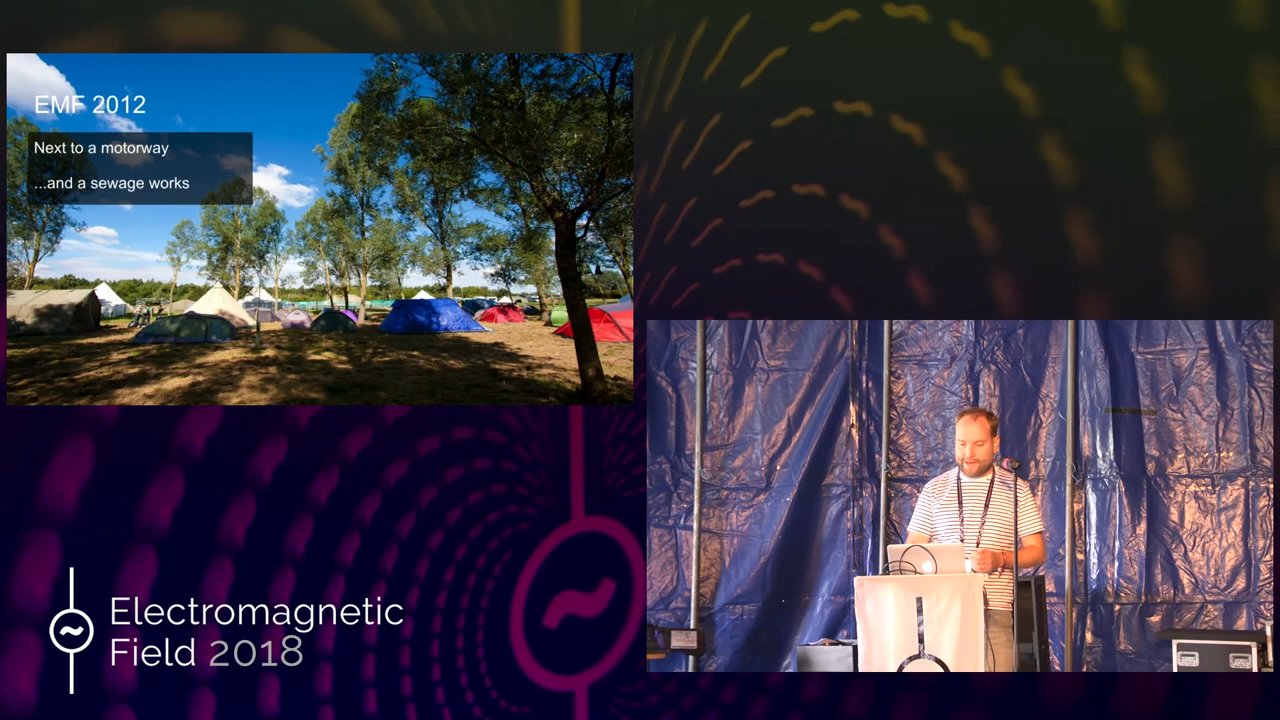 EMF 2012
Next to a motorway
...and a sewage works
Electromagnetic
Field 2018